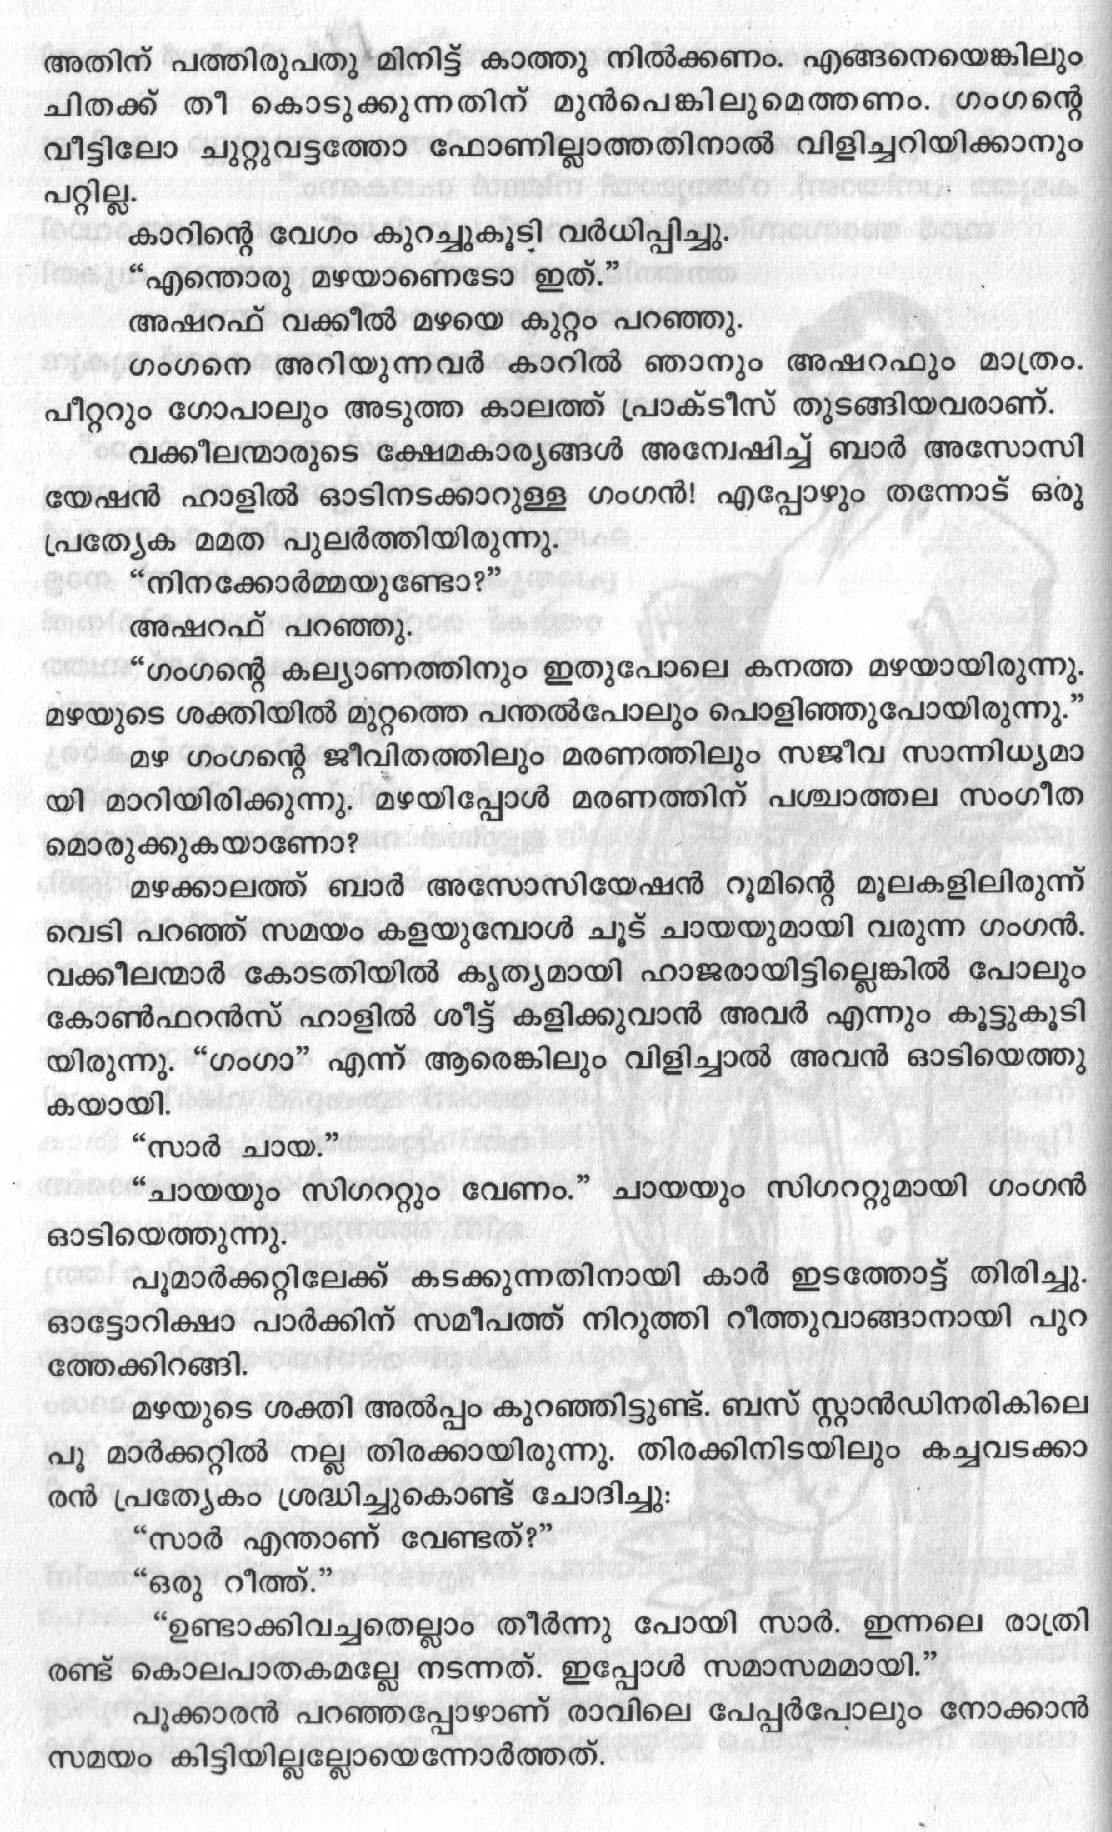 അതിന് പത്തിരുപതു മിനിട്ട് കാത്തു നിൽക്കണം. എങ്ങനെയെങ്കിലും
ചിതക്ക് തീ കൊടുക്കുന്നതിന് മുൻപെങ്കിലുമെത്തണം. ഗംഗന്റെ
വീട്ടിലോ ചുറ്റുവട്ടത്തോ ഫോണില്ലാത്തതിനാൽ വിളിച്ചറിയിക്കാനും
പറ്റില്ല.
കാറിന്റെ വേഗം കുറച്ചുകൂടി വർധിപ്പിച്ചു.
“എന്തൊരു മഴയാണെടോ ഇത്.”
അഷറഫ് വക്കീൽ മഴയെ കുറ്റം പറഞ്ഞു.
ഗംഗനെ അറിയുന്നവർ കാറിൽ ഞാനും അഷറഫും മാത്രം.
പീറ്ററും ഗോപാലും അടുത്ത കാലത്ത് പ്രാക്ടീസ് തുടങ്ങിയവരാണ്.
വക്കീലന്മാരുടെ ക്ഷേമകാര്യങ്ങൾ അന്വേഷിച്ച് ബാർ അസോസി
യേഷൻ ഹാളിൽ ഓടിനടക്കാറുള്ള ഗംഗൻ! എപ്പോഴും തന്നോട് ഒരു
പ്രത്യേക മമത പുലർത്തിയിരുന്നു.
“നിനക്കോർമ്മയുണ്ടോ?”
അഷറഫ് പറഞ്ഞു.
“ഗംഗന്റെ കല്യാണത്തിനും ഇതുപോലെ കനത്ത മഴയായിരുന്നു.
മഴയുടെ ശക്തിയിൽ മുറ്റത്തെ പന്തൽപോലും പൊളിഞ്ഞുപോയിരുന്നു.”
മഴ ഗംഗന്റെ ജീവിതത്തിലും മരണത്തിലും സജീവ സാന്നിധ്യമാ
യി മാറിയിരിക്കുന്നു. മഴയിപ്പോൾ മരണത്തിന് പശ്ചാത്തല സംഗീത
മൊരുക്കുകയാണോ?
മഴക്കാലത്ത് ബാർ അസോസിയേഷൻ റൂമിന്റെ മൂലകളിലിരുന്ന്
വെടി പറഞ്ഞ് സമയം കളയുമ്പോൾ ചൂട് ചായയുമായി വരുന്ന ഗംഗൻ.
വക്കീലന്മാർ കോടതിയിൽ കൃത്യമായി ഹാജരായിട്ടില്ലെങ്കിൽ പോലും
കോൺഫറൻസ് ഹാളിൽ ശീട്ട് കളിക്കുവാൻ അവർ എന്നും കൂട്ടുകൂടി
യിരുന്നു. “ഗംഗാ” എന്ന് ആരെങ്കിലും വിളിച്ചാൽ അവൻ ഓടിയെത്തു
കയായി.
“സാർ ചായ.”
“ചായയും സിഗററ്റും വേണം.” ചായയും സിഗററ്റുമായി ഗംഗൻ
ഓടിയെത്തുന്നു.
പൂമാർക്കറ്റിലേക്ക് കടക്കുന്നതിനായി കാർ ഇടത്തോട്ട് തിരിച്ചു.
ഓട്ടോറിക്ഷാ പാർക്കിന് സമീപത്ത് നിറുത്തി റീത്തുവാങ്ങാനായി പുറ
ത്തേക്കിറങ്ങി.
മഴയുടെ ശക്തി അൽപ്പം കുറഞ്ഞിട്ടുണ്ട്. ബസ് സ്റ്റാൻഡിനരികിലെ
പൂ മാർക്കറ്റിൽ നല്ല തിരക്കായിരുന്നു. തിരക്കിനിടയിലും കച്ചവടക്കാ
രൻ പ്രത്യേകം ശ്രദ്ധിച്ചുകൊണ്ട് ചോദിച്ചു:
“സാർ എന്താണ് വേണ്ടത്?”
“ഒരു റീത്ത്.”
“ഉണ്ടാക്കിവച്ചതെല്ലാം തീർന്നു പോയി സാർ. ഇന്നലെ രാത്രി
രണ്ട് കൊലപാതകമല്ലേ നടന്നത്. ഇപ്പോൾ സമാസമമായി.”
പൂക്കാരൻ പറഞ്ഞപ്പോഴാണ് രാവിലെ പേപ്പർപോലും നോക്കാൻ
സമയം കിട്ടിയില്ലല്ലോയെന്നോർത്തത്.